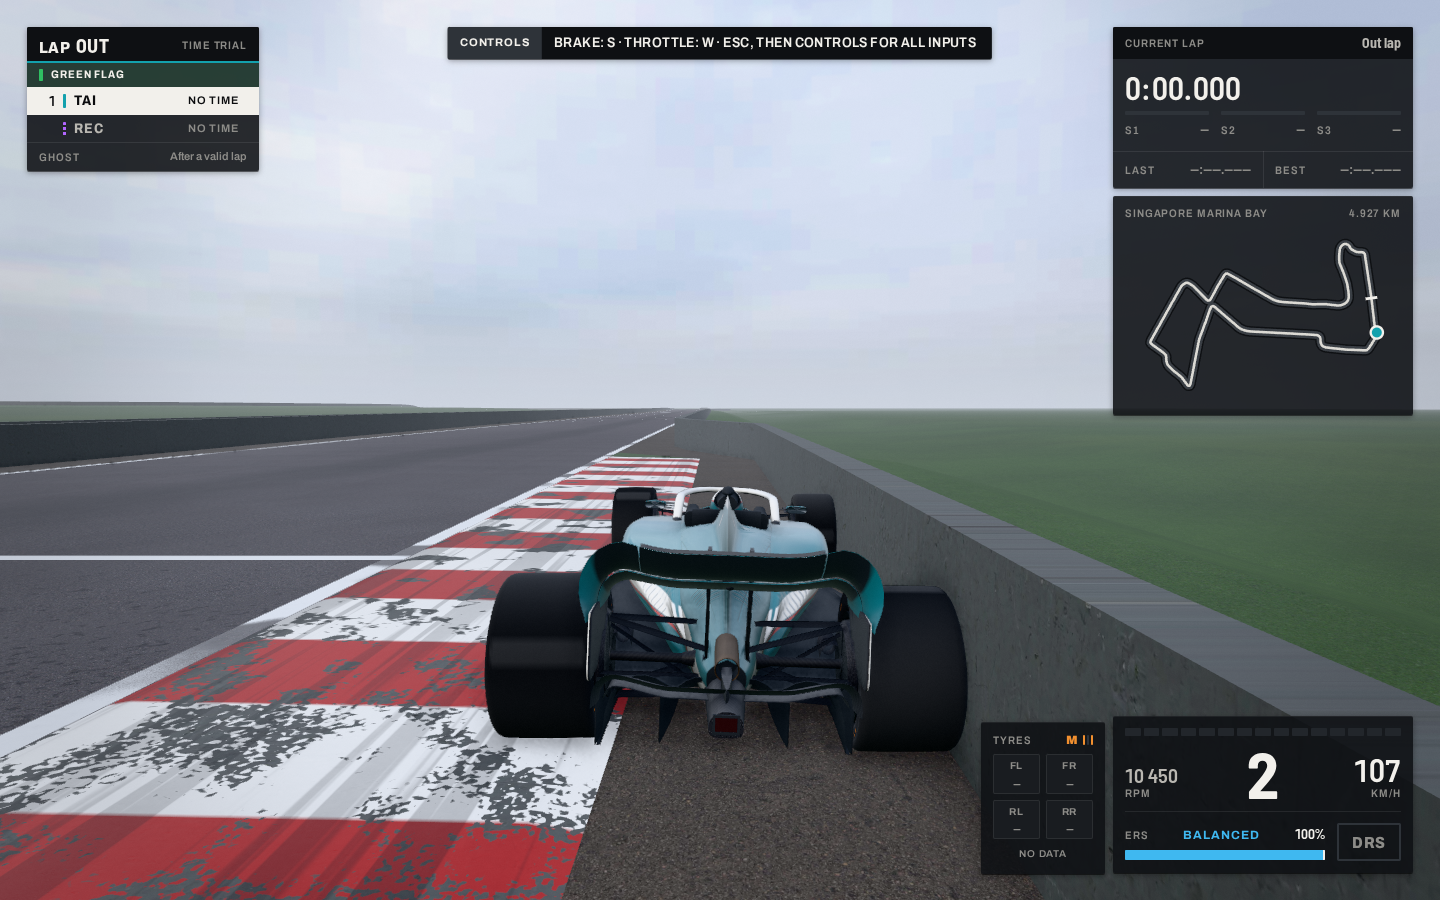 LAP OUT TIME TRIAL
GREEN FLAG
1 TAI NO TIME
REC NO TIME
GHOST After a valid lap
CONTROLS BRAKE: S · THROTTLE: W · ESC, THEN CONTROLS FOR ALL INPUTS
CURRENT LAP Out lap
0:00.000
S1 – S2 – S3 –
LAST –:––.––– BEST –:––.–––
SINGAPORE MARINA BAY 4.927 KM
TYRES M
FL FR
– –
RL RR
– –
NO DATA
10 450 2 107
RPM KM/H
ERS BALANCED 100% DRS